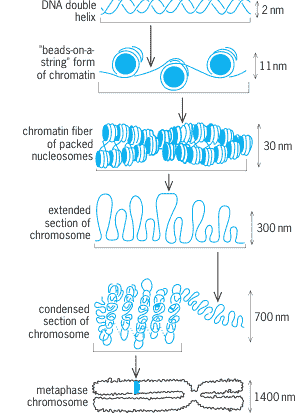 DNA double
helix
2 nm
"beads-on-a-
string" form
of chromatin
11 nm
chromatin fiber
of packed
nucleosomes
30 nm
extended
section of
chromosome
300 nm
condensed
section of
chromosome
700 nm
metaphase
chromosome
1400 nm